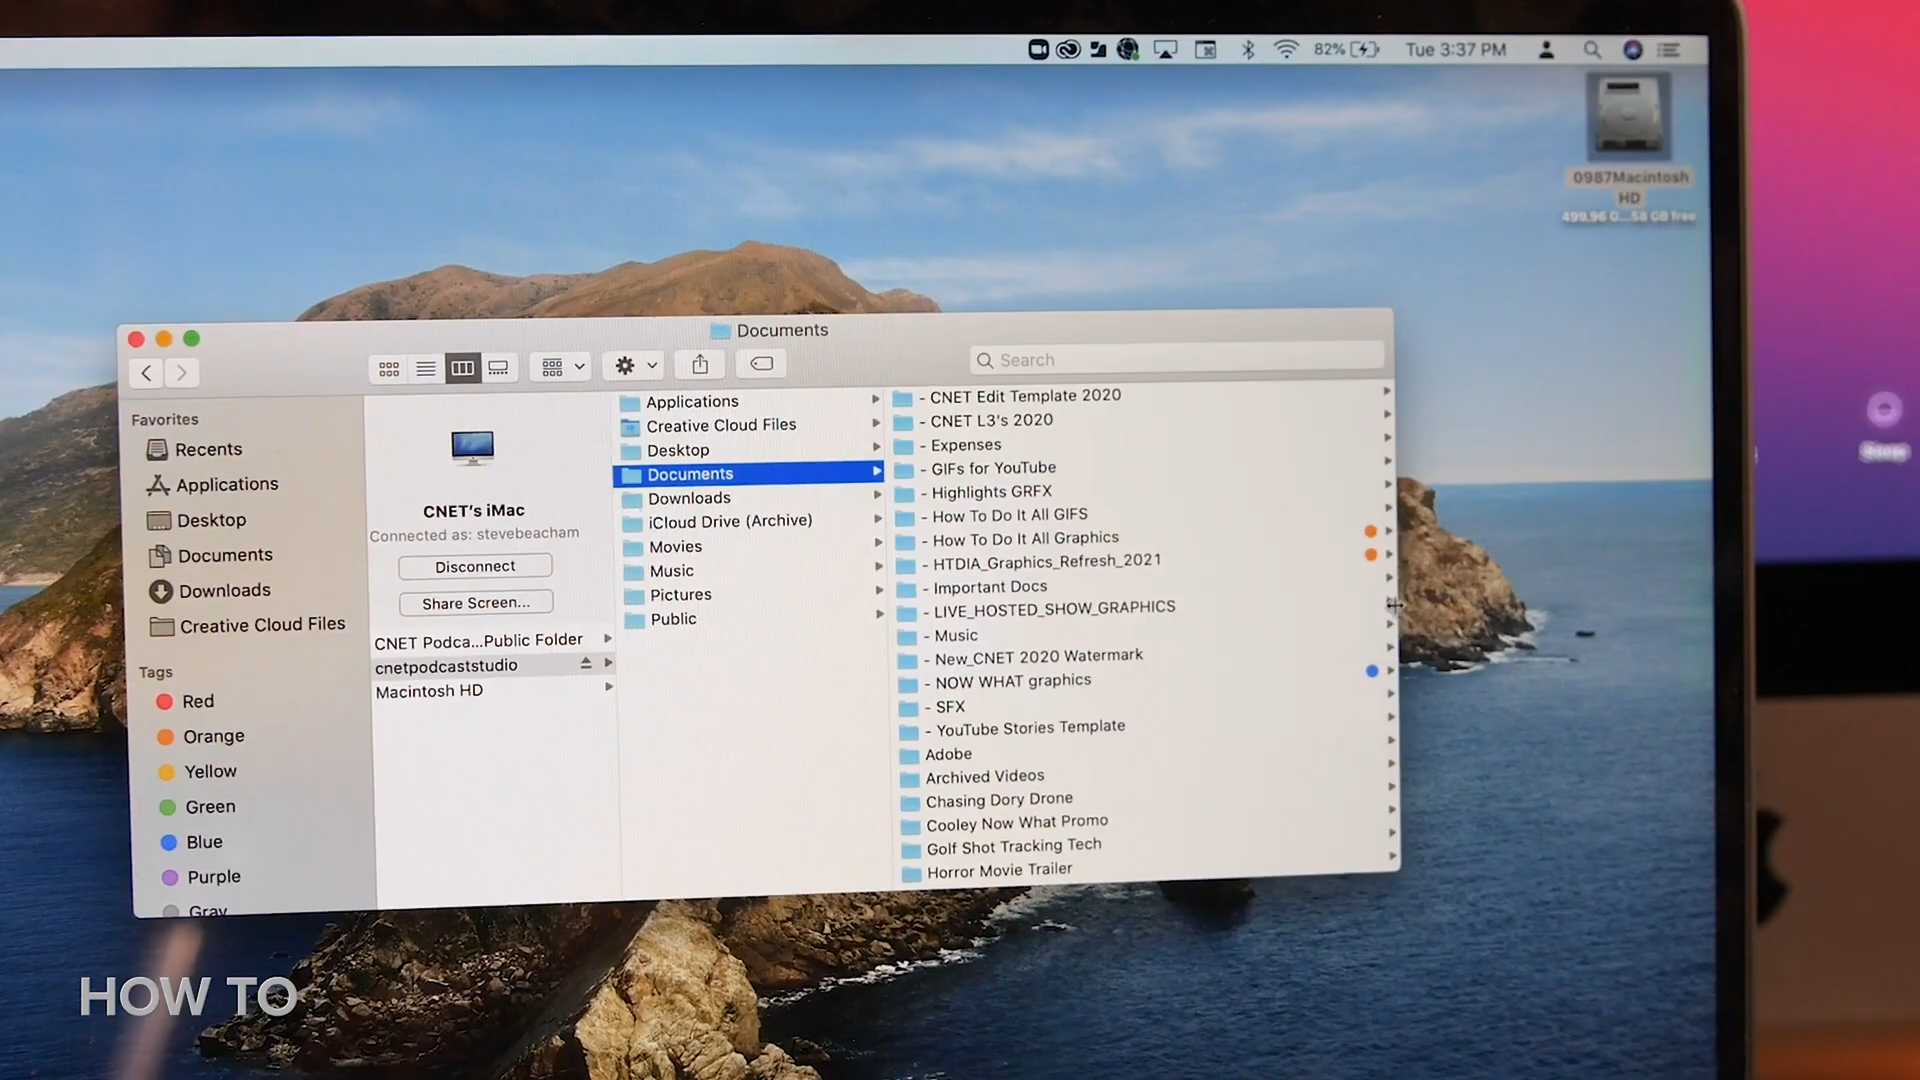 82%
Tue 3:37 PM
0987Macintosh
HD
499.96 G...58 GB free
Documents
Search
Favorites
Recents
Applications
Desktop
Documents
Downloads
Creative Cloud Files
Tags
Red
Orange
Yellow
Green
Blue
Purple
Gray
CNET's iMac
Connected as: stevebeacham
Disconnect
Share Screen...
CNET Podca...Public Folder
cnetpodcaststudio
Macintosh HD
Applications
Creative Cloud Files
Desktop
Documents
Downloads
iCloud Drive (Archive)
Movies
Music
Pictures
Public
- CNET Edit Template 2020
- CNET L3's 2020
- Expenses
- GIFs for YouTube
- Highlights GRFX
- How To Do It All GIFS
- How To Do It All Graphics
- HTDIA_Graphics_Refresh_2021
- Important Docs
- LIVE_HOSTED_SHOW_GRAPHICS
- Music
- New_CNET 2020 Watermark
- NOW WHAT graphics
- SFX
- YouTube Stories Template
Adobe
Archived Videos
Chasing Dory Drone
Cooley Now What Promo
Golf Shot Tracking Tech
Horror Movie Trailer
HOW TO